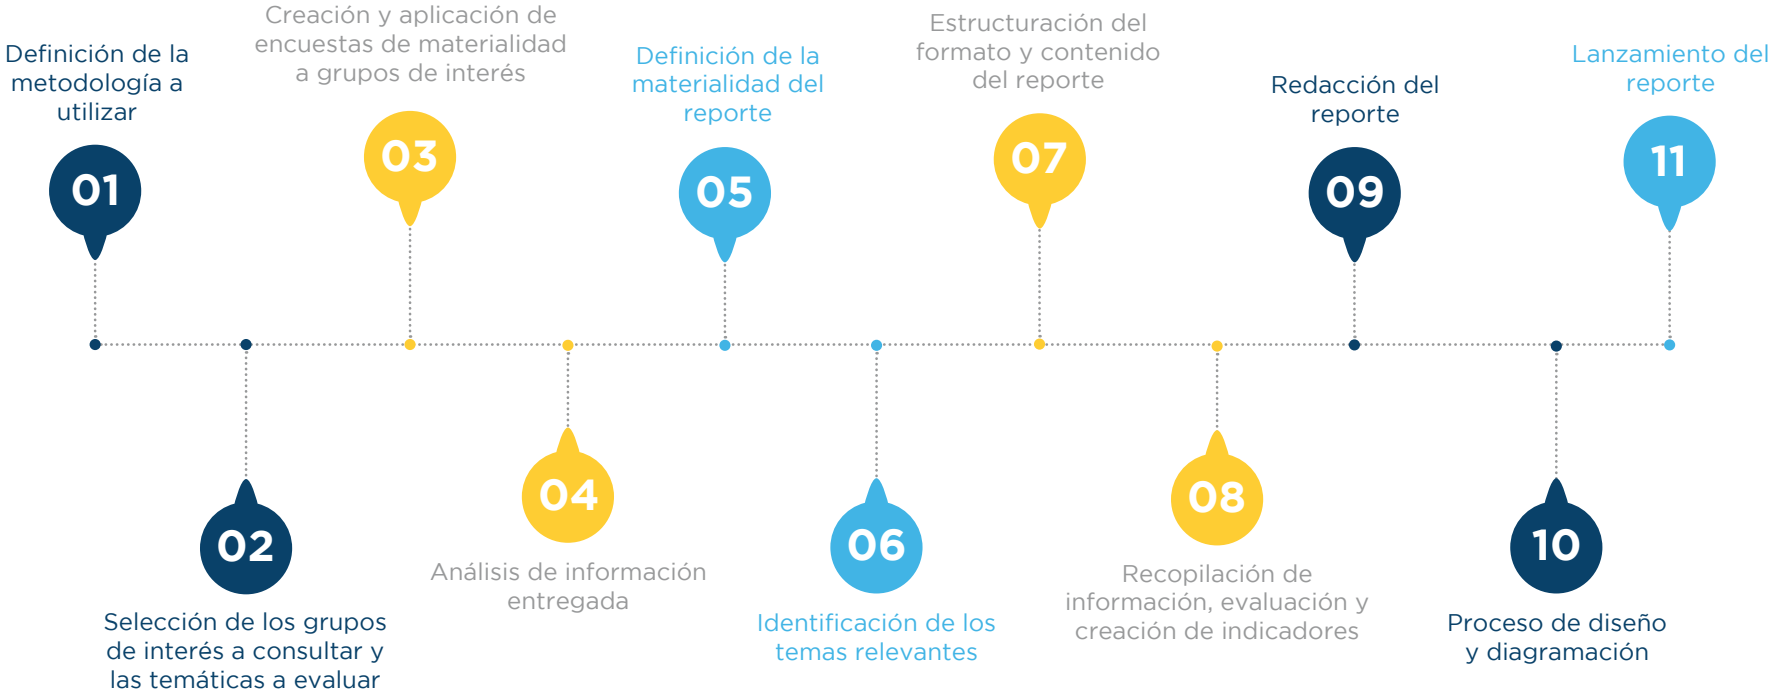 Definición de la
metodología a
utilizar
01
02
Selección de los grupos
de interés a consultar y
las temáticas a evaluar
Creación y aplicación de
encuestas de materialidad
a grupos de interés
03
04
Análisis de información
entregada
Definición de la
materialidad del
reporte
05
06
Identificación de los
temas relevantes
Estructuración del
formato y contenido
del reporte
07
08
Recopilación de
información, evaluación y
creación de indicadores
Redacción del
reporte
09
10
Proceso de diseño
y diagramación
Lanzamiento del
reporte
11